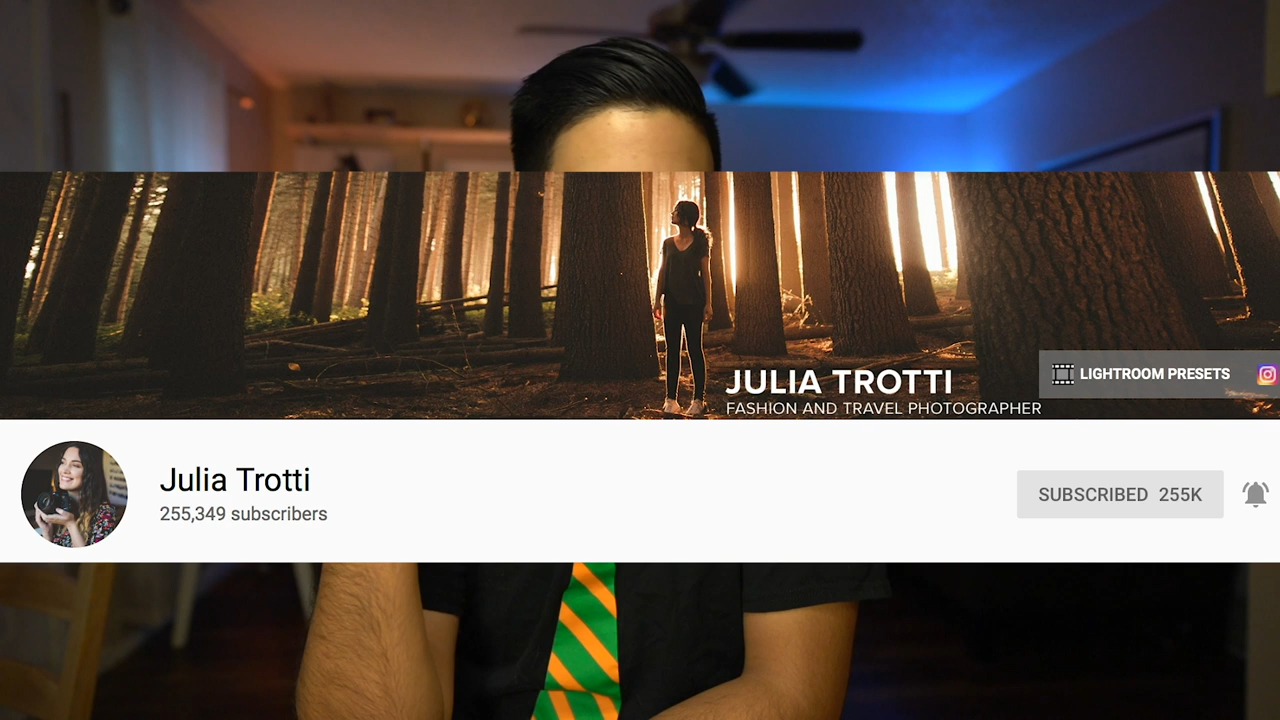 JULIA TROTTI
FASHION AND TRAVEL PHOTOGRAPHER
LIGHTROOM PRESETS
Julia Trotti
255,349 subscribers
SUBSCRIBED 255K